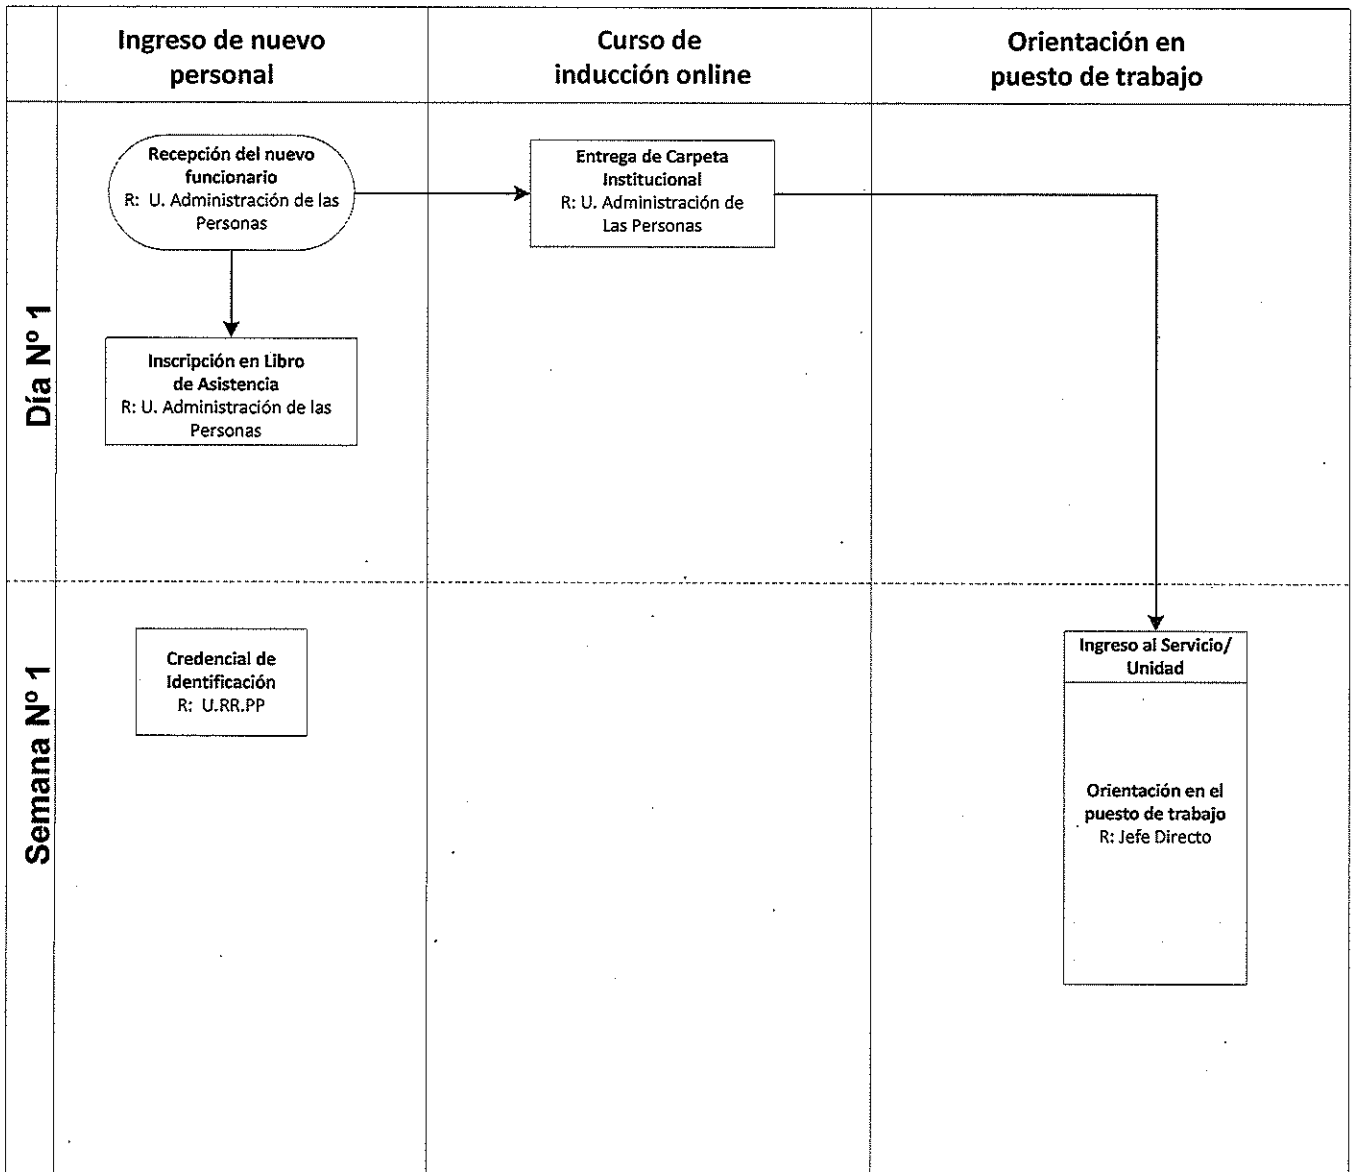 Ingreso de nuevo
personal
Curso de
inducción online
Orientación en
puesto de trabajo
Día Nº 1
Recepción del nuevo
funcionario
R: U. Administración de las
Personas
Entrega de Carpeta
Institucional
R: U. Administración de
Las Personas
Inscripción en Libro
de Asistencia
R: U. Administración de las
Personas
Semana Nº 1
Credencial de
Identificación
R: U.RR.PP
Ingreso al Servicio/
Unidad
Orientación en el
puesto de trabajo
R: Jefe Directo